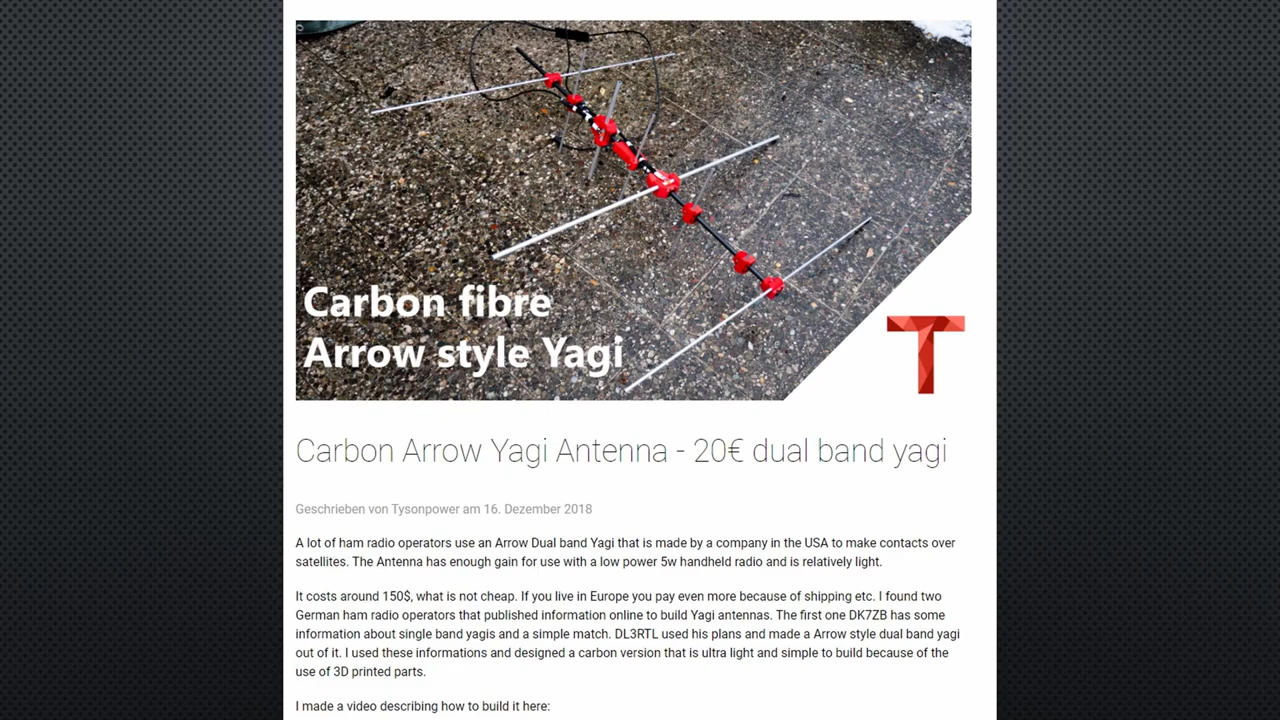 Carbon fibre
Arrow style Yagi
T
Carbon Arrow Yagi Antenna - 20€ dual band yagi
Geschrieben von Tysonpower am 16. Dezember 2018
A lot of ham radio operators use an Arrow Dual band Yagi that is made by a company in the USA to make contacts over
satellites. The Antenna has enough gain for use with a low power 5w handheld radio and is relatively light.
It costs around 150$, what is not cheap. If you live in Europe you pay even more because of shipping etc. I found two
German ham radio operators that published information online to build Yagi antennas. The first one DK7ZB has some
information about single band yagis and a simple match. DL3RTL used his plans and made a Arrow style dual band yagi
out of it. I used these informations and designed a carbon version that is ultra light and simple to build because of the
use of 3D printed parts.
I made a video describing how to build it here: